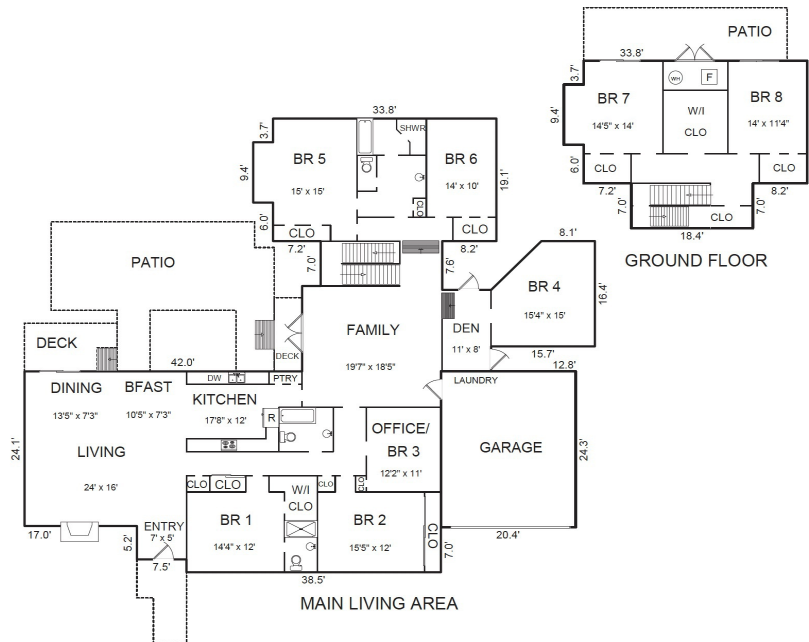 PATIO
33.8'
3.7'
WH
F
BR 7
BR 8
9.4'
W/I
14'5" x 14'
CLO
14' x 11'4"
6.0'
CLO
CLO
7.2'
8.2'
7.0'
7.0'
CLO
18.4'
GROUND FLOOR
33.8'
3.7'
SHWR
BR 5
BR 6
9.4'
15' x 15'
14' x 10'
19.1'
CLO
6.0'
CLO
CLO
7.2'
8.2'
7.0'
7.6'
8.1'
PATIO
BR 4
15'4" x 15'
16.4'
FAMILY
19'7" x 18'5"
DEN
11' x 8'
DECK
DECK
15.7'
42.0'
12.8'
DW
PTRY
LAUNDRY
DINING
BFAST
KITCHEN
13'5" x 7'3"
10'5" x 7'3"
17'8" x 12'
R
OFFICE/
BR 3
12'2" x 11'
GARAGE
24.3'
24.1'
LIVING
24' x 16'
CLO
CLO
W/I
CLO
CLO
CLO
BR 1
14'4" x 12'
BR 2
15'5" x 12'
CLO
17.0'
ENTRY
7' x 5'
5.2'
7.5'
7.0'
20.4'
38.5'
MAIN LIVING AREA